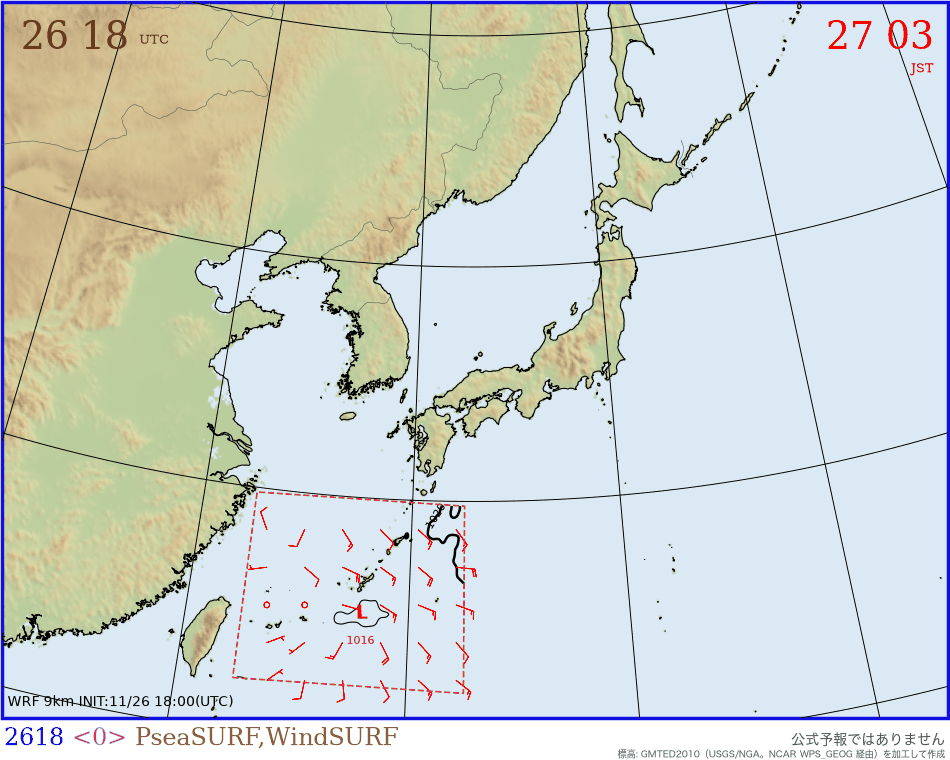 26 18 UTC
27 03
JST
L
1016
WRF 9km INIT:11/26 18:00(UTC)
2618 <0> PseaSURF,WindSURF
公式予報ではありません
標高: GMTED2010（USGS/NGA。NCAR WPS_GEOG 経由）を加工して作成